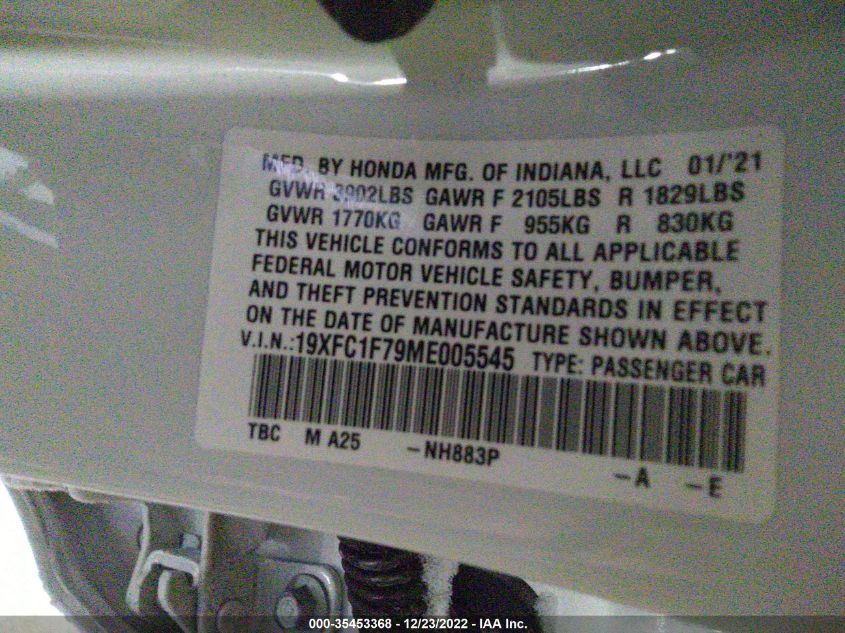 MFD. BY HONDA MFG. OF INDIANA, LLC 01/'21
GVWR 3902LBS GAWR F 2105LBS R 1829LBS
GVWR 1770KG GAWR F 955KG R 830KG
THIS VEHICLE CONFORMS TO ALL APPLICABLE
FEDERAL MOTOR VEHICLE SAFETY, BUMPER,
AND THEFT PREVENTION STANDARDS IN EFFECT
ON THE DATE OF MANUFACTURE SHOWN ABOVE.
V.I.N.:19XFC1F79ME005545 TYPE: PASSENGER CAR
TBC M A25 -NH883P -A -E
000-35453368 - 12/23/2022 - IAA Inc.